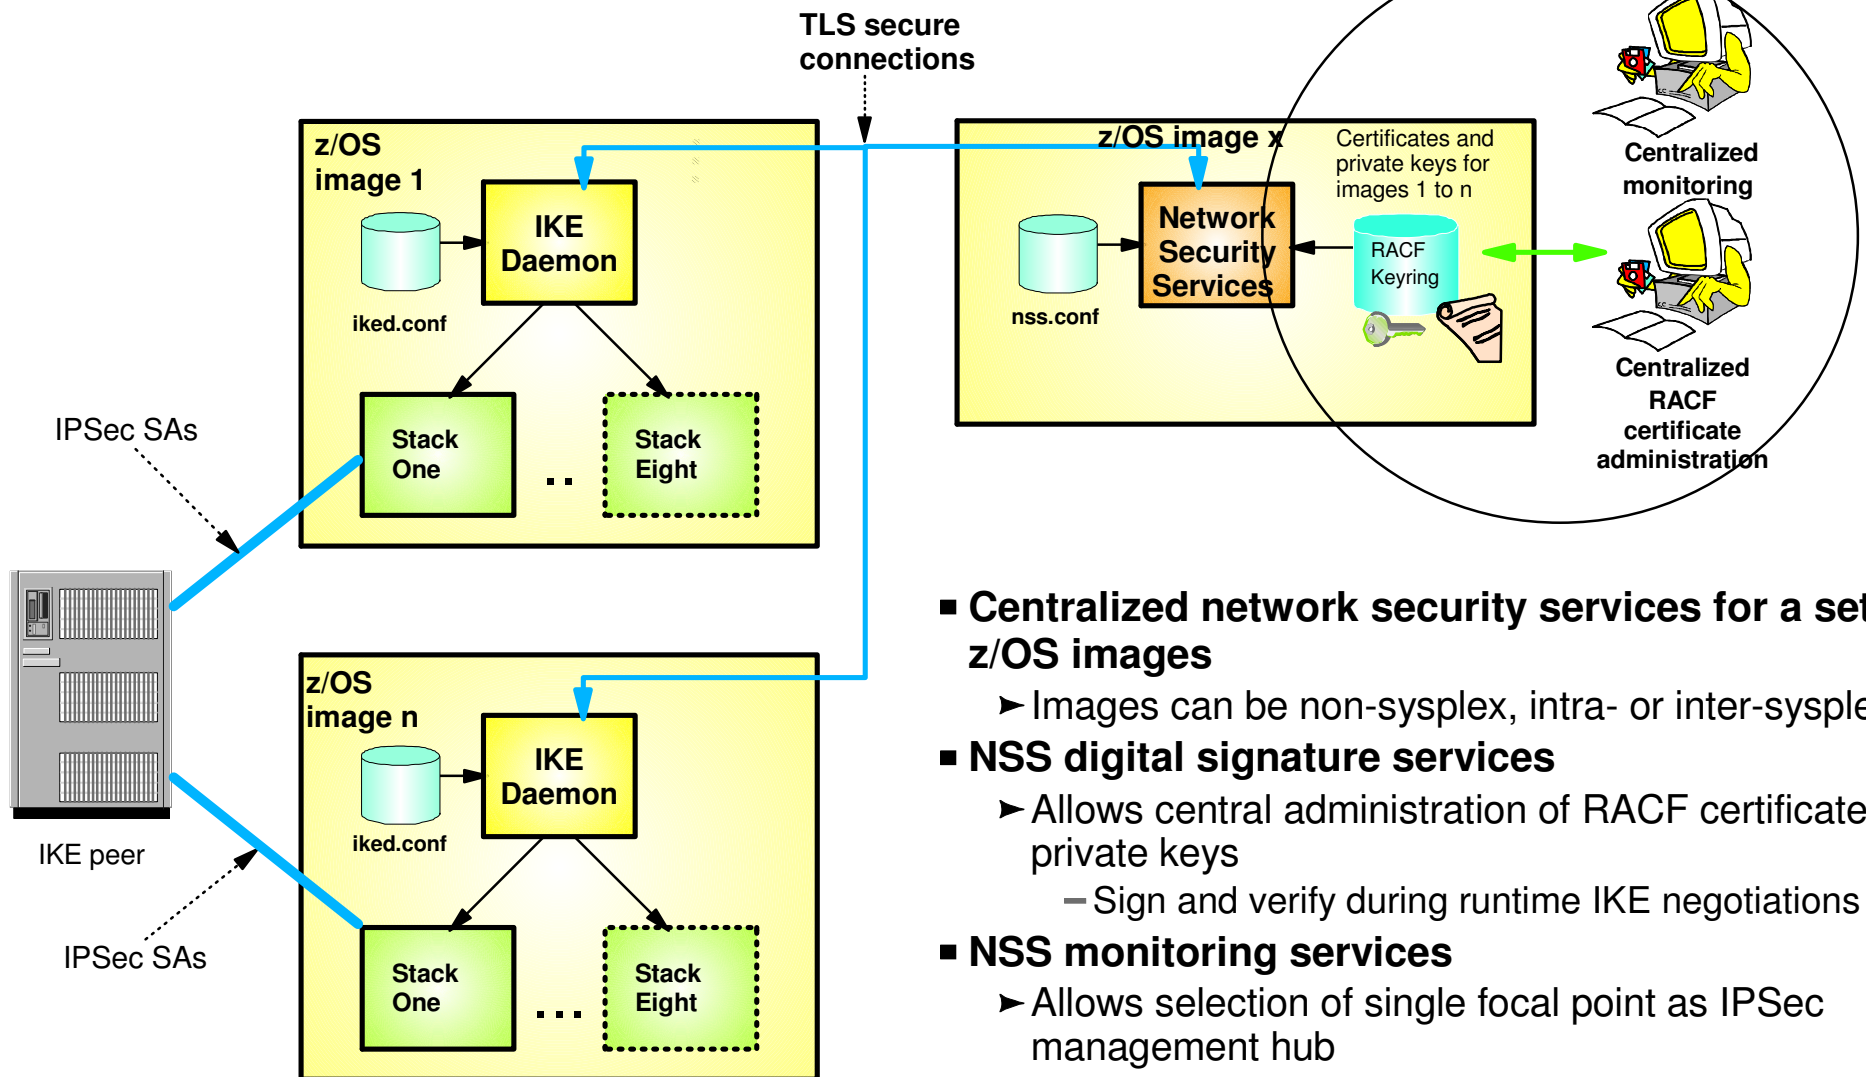 TLS secure
connections
z/OS
image 1
IKE
Daemon
iked.conf
Stack
One
..
Stack
Eight
IPSec SAs
z/OS image x
Certificates and
private keys for
images 1 to n
Network
Security
Services
nss.conf
RACF
Keyring
Centralized
monitoring
Centralized
RACF
certificate
administration
IKE peer
IPSec SAs
z/OS
image n
IKE
Daemon
iked.conf
Stack
One
...
Stack
Eight
■ Centralized network security services for a set
z/OS images
➤ Images can be non-sysplex, intra- or inter-sysple
■ NSS digital signature services
➤ Allows central administration of RACF certificate
private keys
– Sign and verify during runtime IKE negotiations
■ NSS monitoring services
➤ Allows selection of single focal point as IPSec
management hub